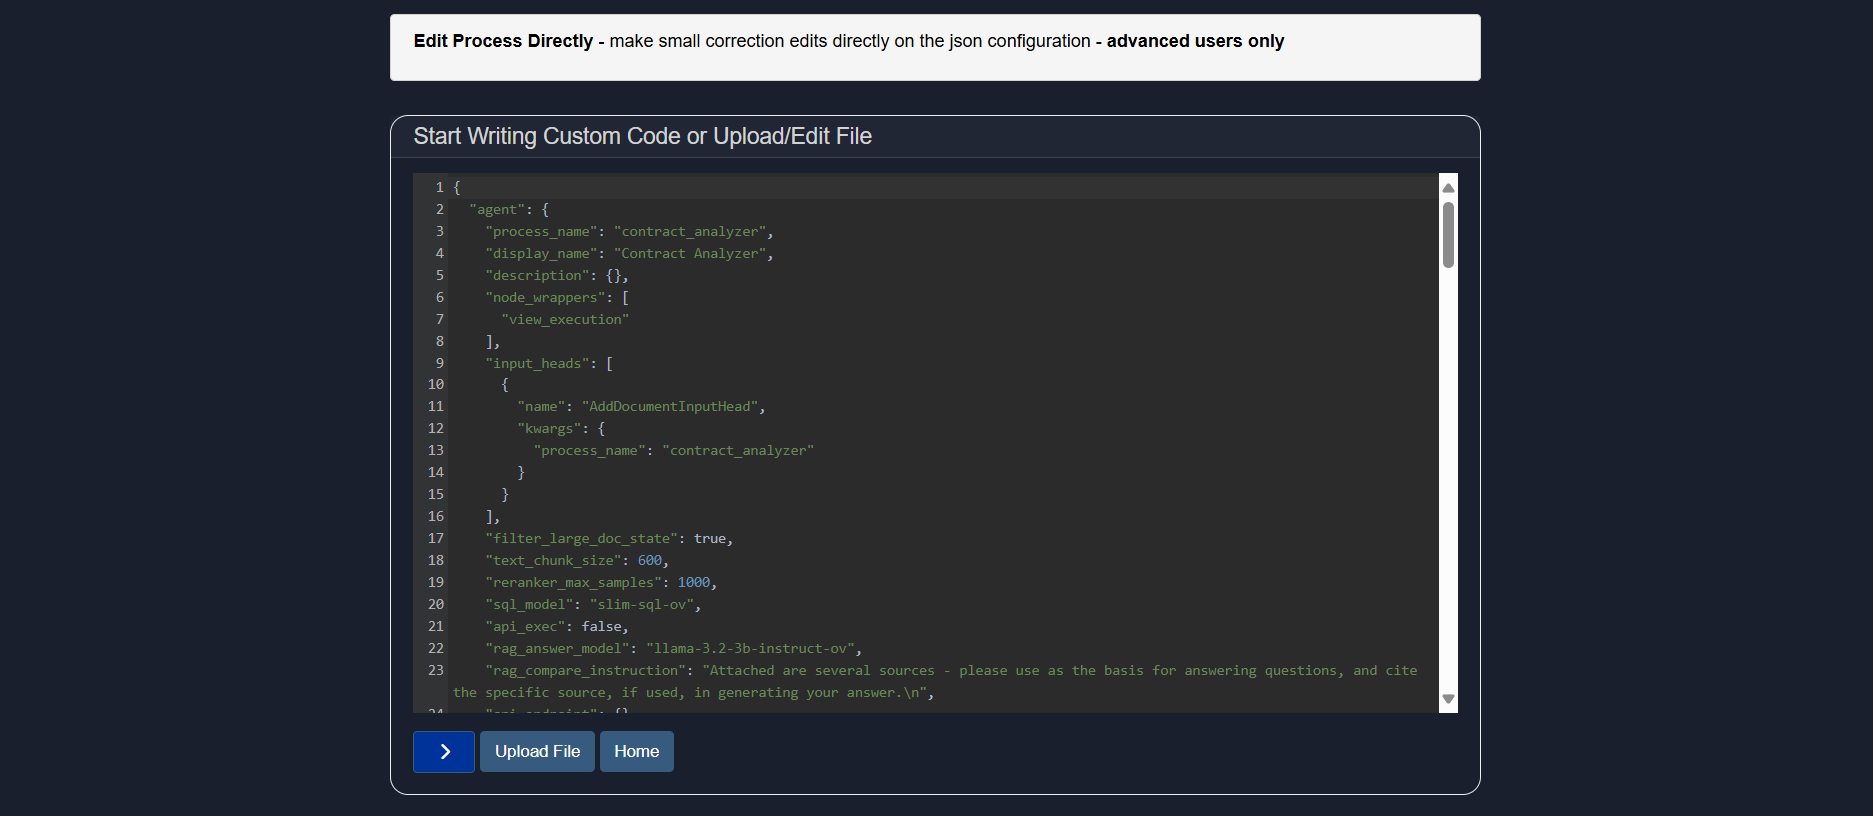 Edit Process Directly - make small correction edits directly on the json configuration - advanced users only
Start Writing Custom Code or Upload/Edit File
1 {
2 "agent": {
3 "process_name": "contract_analyzer",
4 "display_name": "Contract Analyzer",
5 "description": {},
6 "node_wrappers": [
7 "view_execution"
8 ],
9 "input_heads": [
10 {
11 "name": "AddDocumentInputHead",
12 "kwargs": {
13 "process_name": "contract_analyzer"
14 }
15 }
16 ],
17 "filter_large_doc_state": true,
18 "text_chunk_size": 600,
19 "reranker_max_samples": 1000,
20 "sql_model": "slim-sql-ov",
21 "api_exec": false,
22 "rag_answer_model": "llama-3.2-3b-instruct-ov",
23 "rag_compare_instruction": "Attached are several sources - please use as the basis for answering questions, and cite
the specific source, if used, in generating your answer.\n",
24 "api_endpoint": {}
Upload File
Home